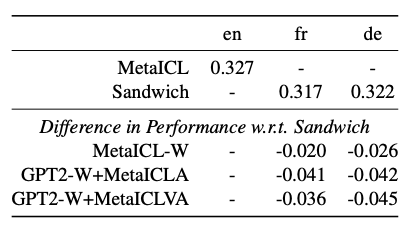 en fr de
MetaICL 0.327 - -
Sandwich - 0.317 0.322
Difference in Performance w.r.t. Sandwich
MetaICL-W - -0.020 -0.026
GPT2-W+MetaICLA - -0.041 -0.042
GPT2-W+MetaICLVA - -0.036 -0.045